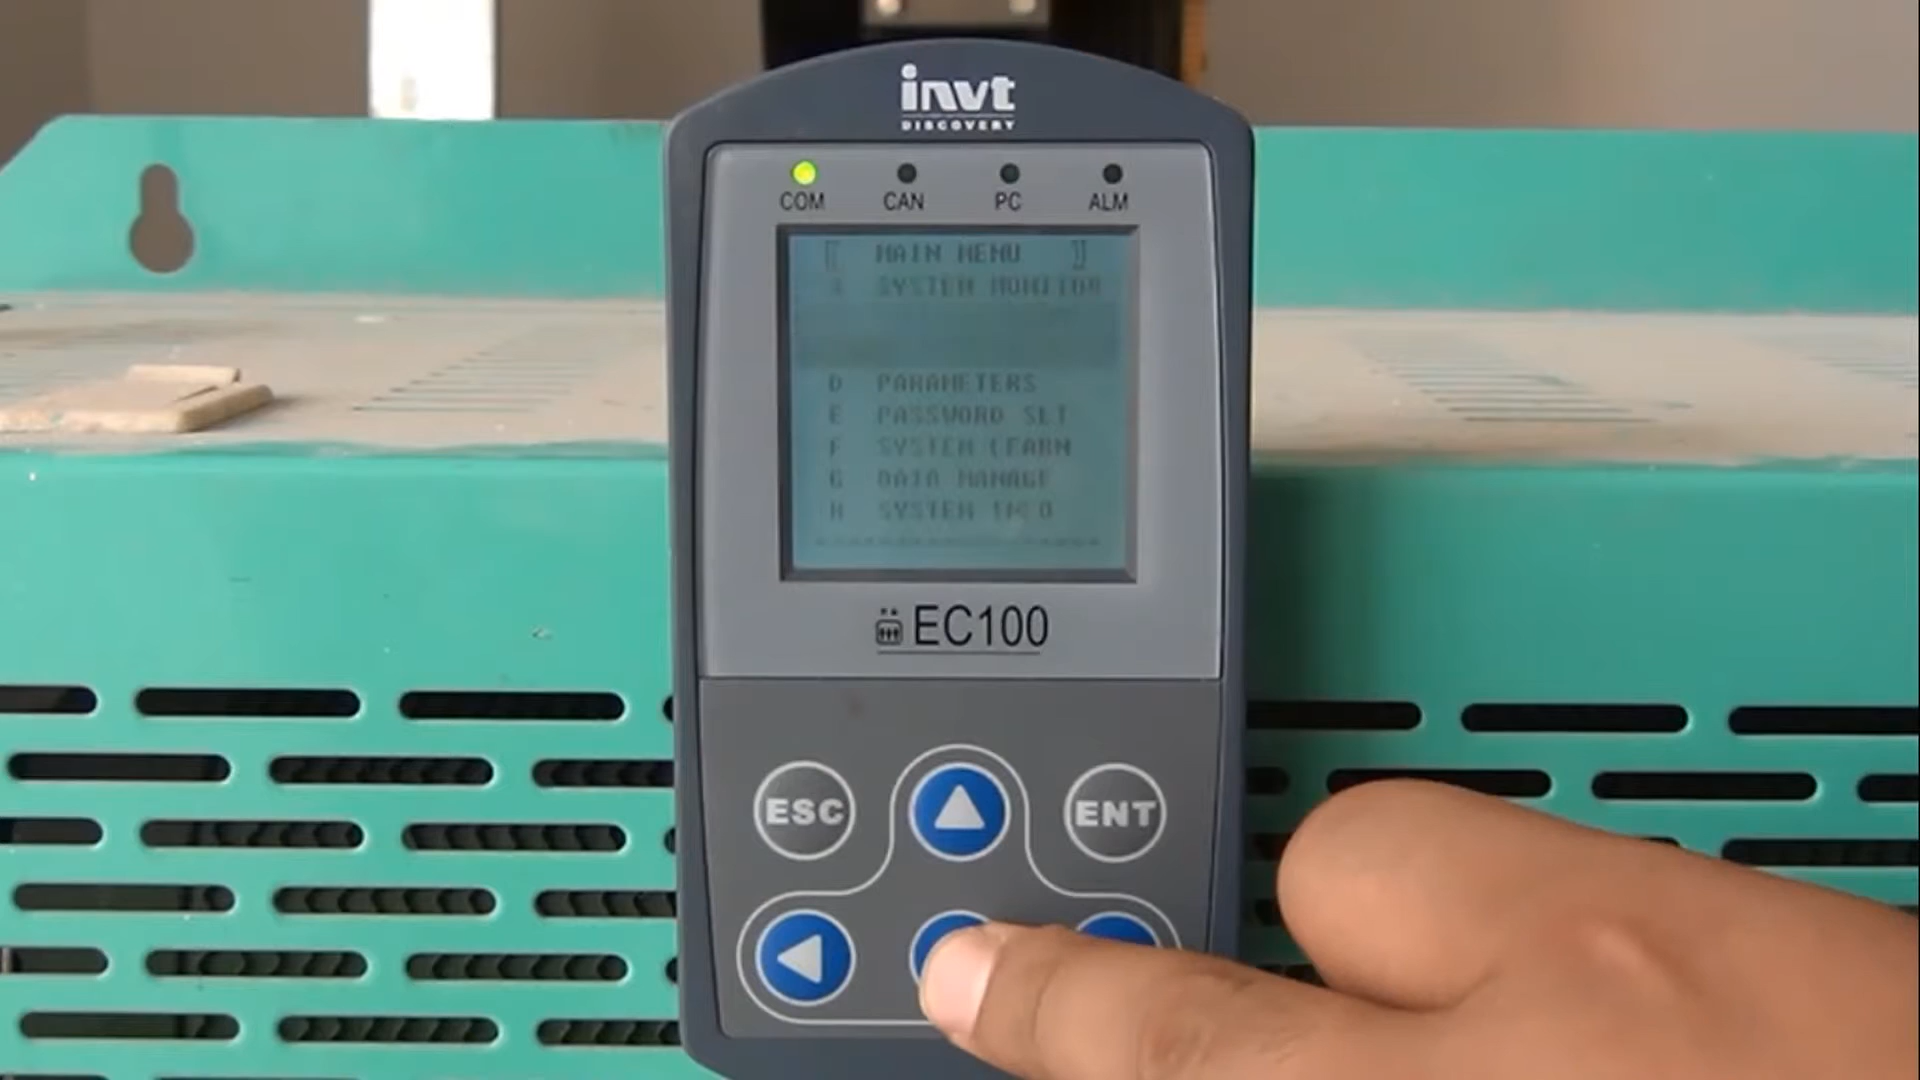 invt
DISCOVERY
COM CAN PC ALM
[ MAIN MENU ]
SYSTEM MONITOR
D PARAMETERS
E PASSWORD SET
F SYSTEM LEARN
G DATA MANAGE
H SYSTEM INFO
EC100
ESC ENT